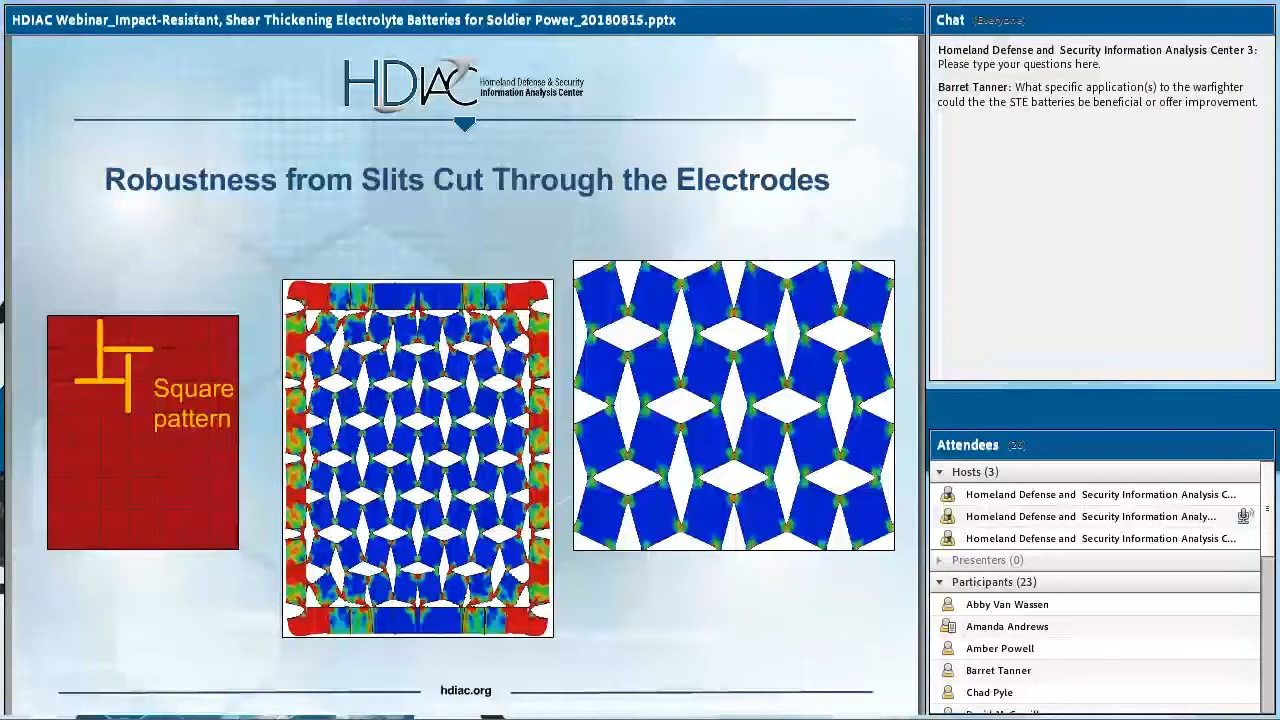 HDIAC Webinar_Impact-Resistant, Shear Thickening Electrolyte Batteries for Soldier Power_20180815.pptx
HDIAC
Homeland Defense & Security
Information Analysis Center
Robustness from Slits Cut Through the Electrodes
Square
pattern
hdiac.org
Chat (Everyone)
Homeland Defense and Security Information Analysis Center 3:
Please type your questions here.
Barret Tanner: What specific application(s) to the warfighter
could the the STE batteries be beneficial or offer improvement.
Attendees
Hosts (3)
Homeland Defense and Security Information Analysis C...
Homeland Defense and Security Information Analy...
Homeland Defense and Security Information Analysis C...
Presenters (0)
Participants (23)
Abby Van Wassen
Amanda Andrews
Amber Powell
Barret Tanner
Chad Pyle